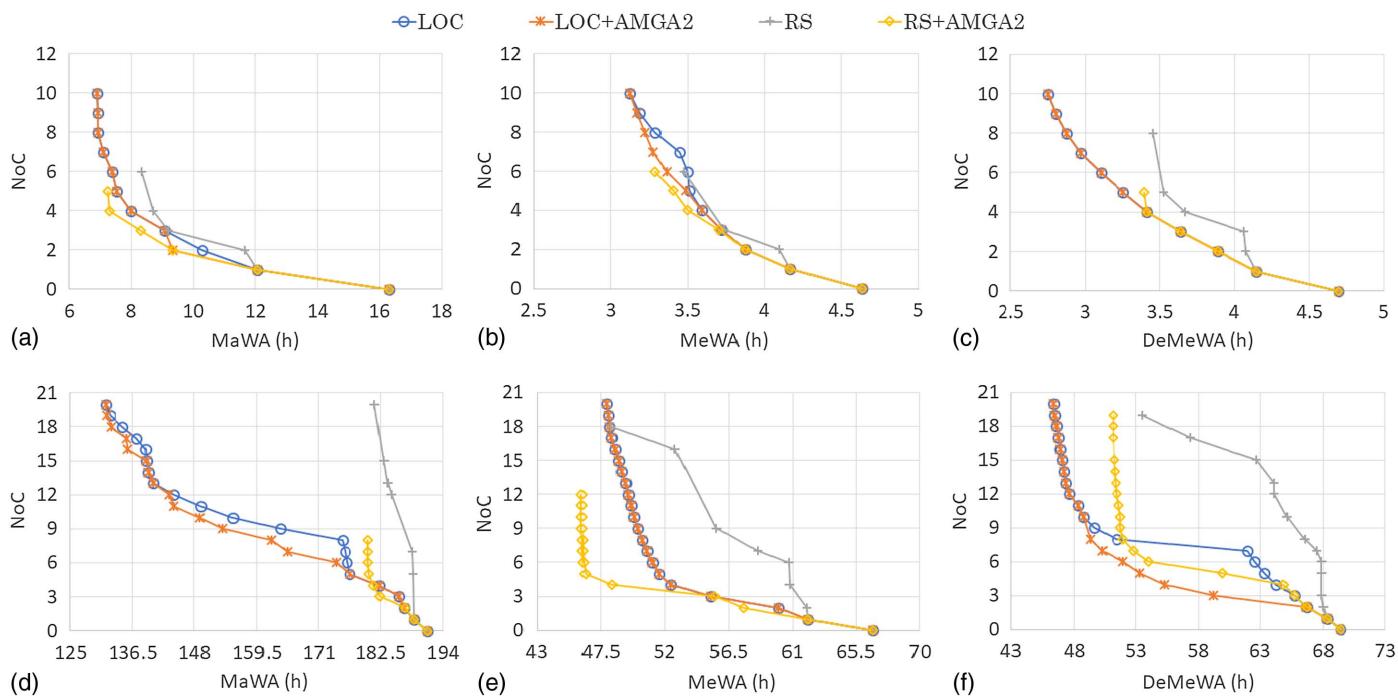 LOC LOC+AMGA2 RS RS+AMGA2
12 12 12
10 10 10
8 8 8
6 6 6
4 4 4
2 2 2
0 0 0
NoC NoC NoC
6 8 10 12 14 16 18 2.5 3 3.5 4 4.5 5 2.5 3 3.5 4 4.5 5
(a) MaWA (h) (b) MeWA (h) (c) DeMeWA (h)
21 21 21
18 18 18
15 15 15
12 12 12
9 9 9
6 6 6
3 3 3
0 0 0
NoC NoC NoC
125 136.5 148 159.5 171 182.5 194 43 47.5 52 56.5 61 65.5 70 43 48 53 58 63 68 73
(d) MaWA (h) (e) MeWA (h) (f) DeMeWA (h)